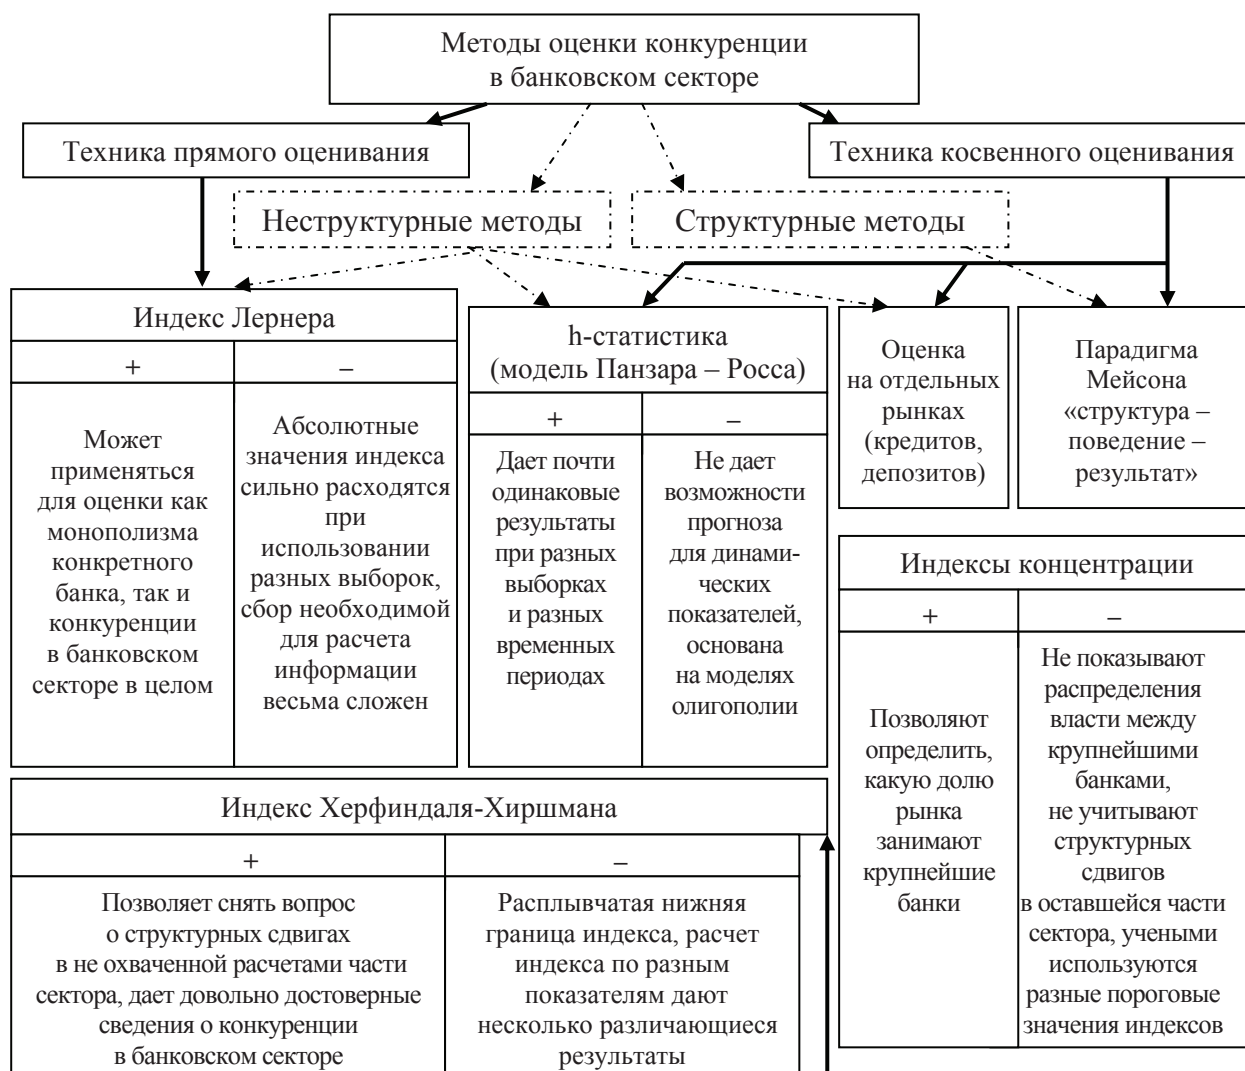 Методы оценки конкуренции
в банковском секторе
Техника прямого оценивания
Техника косвенного оценивания
Неструктурные методы
Структурные методы
Индекс Лернера
+
–
Может
применяться
для оценки как
монополизма
конкретного
банка, так и
конкуренции
в банковском
секторе в целом
Абсолютные
значения индекса
сильно расходятся
при
использовании
разных выборок,
сбор необходимой
для расчета
информации
весьма сложен
h-статистика
(модель Панзара – Росса)
+
–
Дает почти
одинаковые
результаты
при разных
выборках
и разных
временных
периодах
Не дает
возможности
прогноза
для динами-
ческих
показателей,
основана
на моделях
олигополии
Оценка
на отдельных
рынках
(кредитов,
депозитов)
Парадигма
Мейсона
«структура –
поведение –
результат»
Индексы концентрации
+
–
Позволяют
определить,
какую долю
рынка
занимают
крупнейшие
банки
Не показывают
распределения
власти между
крупнейшими
банками,
не учитывают
структурных
сдвигов
в оставшейся части
сектора, учеными
используются
разные пороговые
значения индексов
Индекс Херфиндаля-Хиршмана
+
–
Позволяет снять вопрос
о структурных сдвигах
в не охваченной расчетами части
сектора, дает довольно достоверные
сведения о конкуренции
в банковском секторе
Расплывчатая нижняя
граница индекса, расчет
индекса по разным
показателям дают
несколько различающиеся
результаты